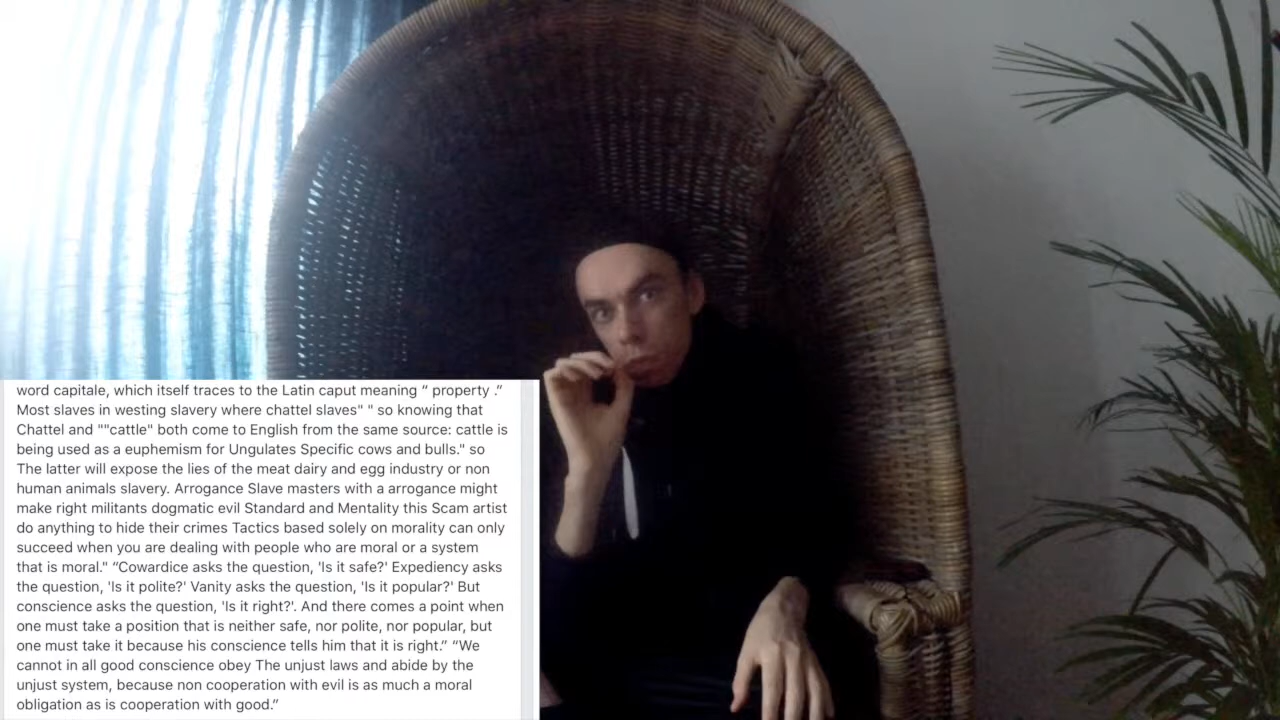 word capitale, which itself traces to the Latin caput meaning “ property .”
Most slaves in westing slavery where chattel slaves" " so knowing that
Chattel and ""cattle" both come to English from the same source: cattle is
being used as a euphemism for Ungulates Specific cows and bulls." so
The latter will expose the lies of the meat dairy and egg industry or non
human animals slavery. Arrogance Slave masters with a arrogance might
make right militants dogmatic evil Standard and Mentality this Scam artist
do anything to hide their crimes Tactics based solely on morality can only
succeed when you are dealing with people who are moral or a system
that is moral." “Cowardice asks the question, 'Is it safe?' Expediency asks
the question, 'Is it polite?' Vanity asks the question, 'Is it popular?' But
conscience asks the question, 'Is it right?'. And there comes a point when
one must take a position that is neither safe, nor polite, nor popular, but
one must take it because his conscience tells him that it is right.” “We
cannot in all good conscience obey The unjust laws and abide by the
unjust system, because non cooperation with evil is as much a moral
obligation as is cooperation with good.”